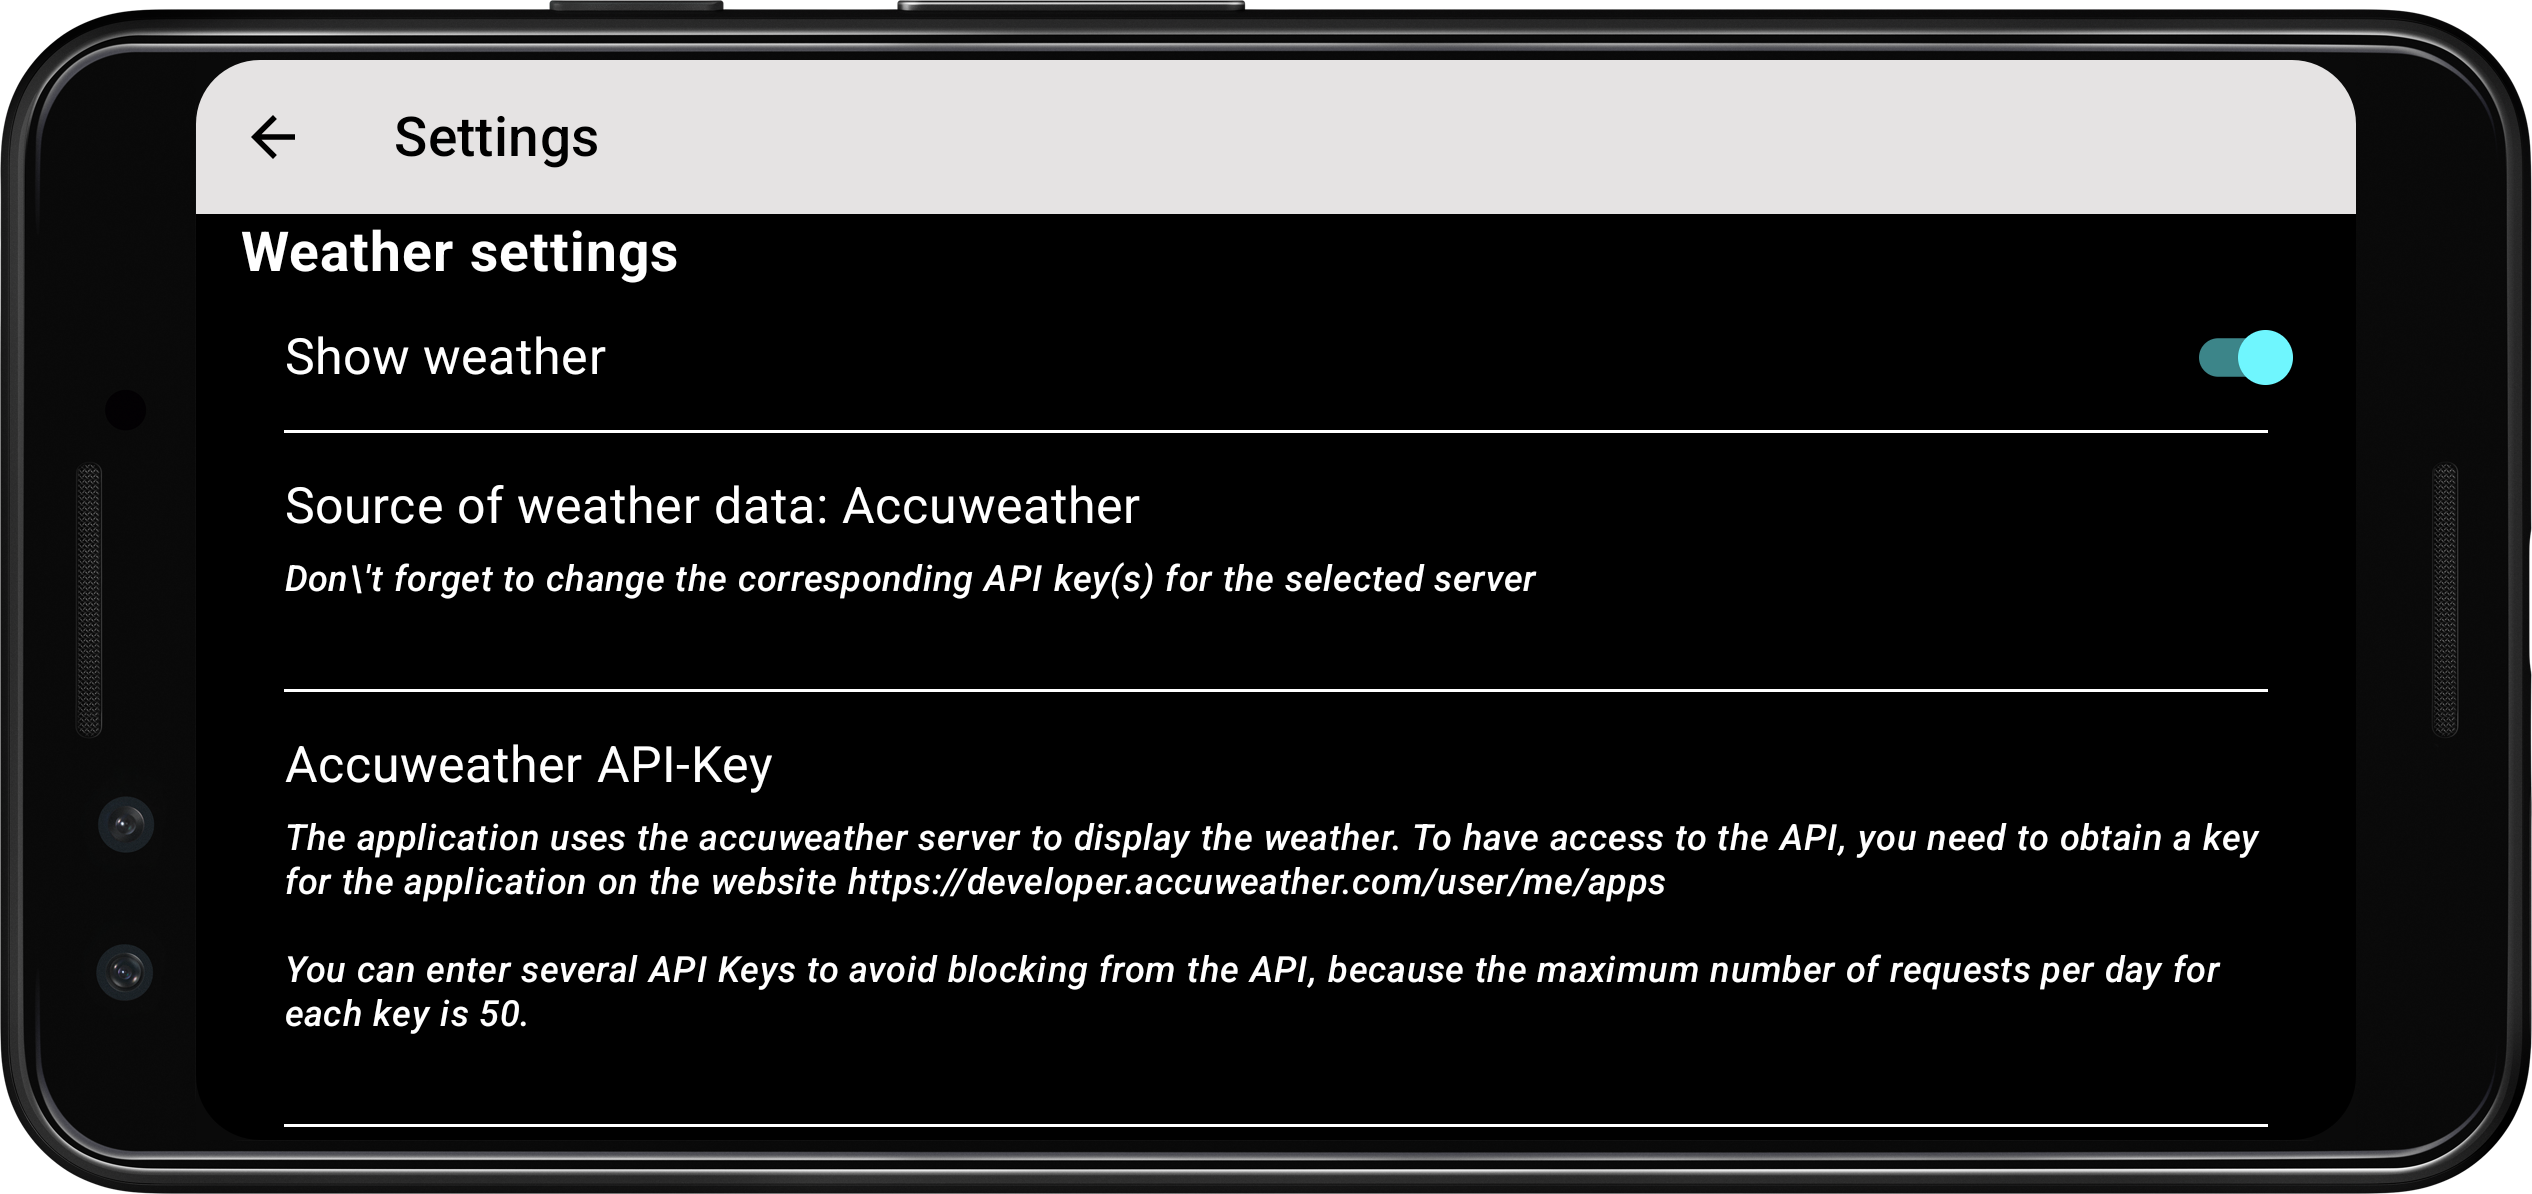 Settings
Weather settings
Show weather
Source of weather data: Accuweather
Don\'t forget to change the corresponding API key(s) for the selected server
Accuweather API-Key
The application uses the accuweather server to display the weather. To have access to the API, you need to obtain a key
for the application on the website https://developer.accuweather.com/user/me/apps
You can enter several API Keys to avoid blocking from the API, because the maximum number of requests per day for
each key is 50.